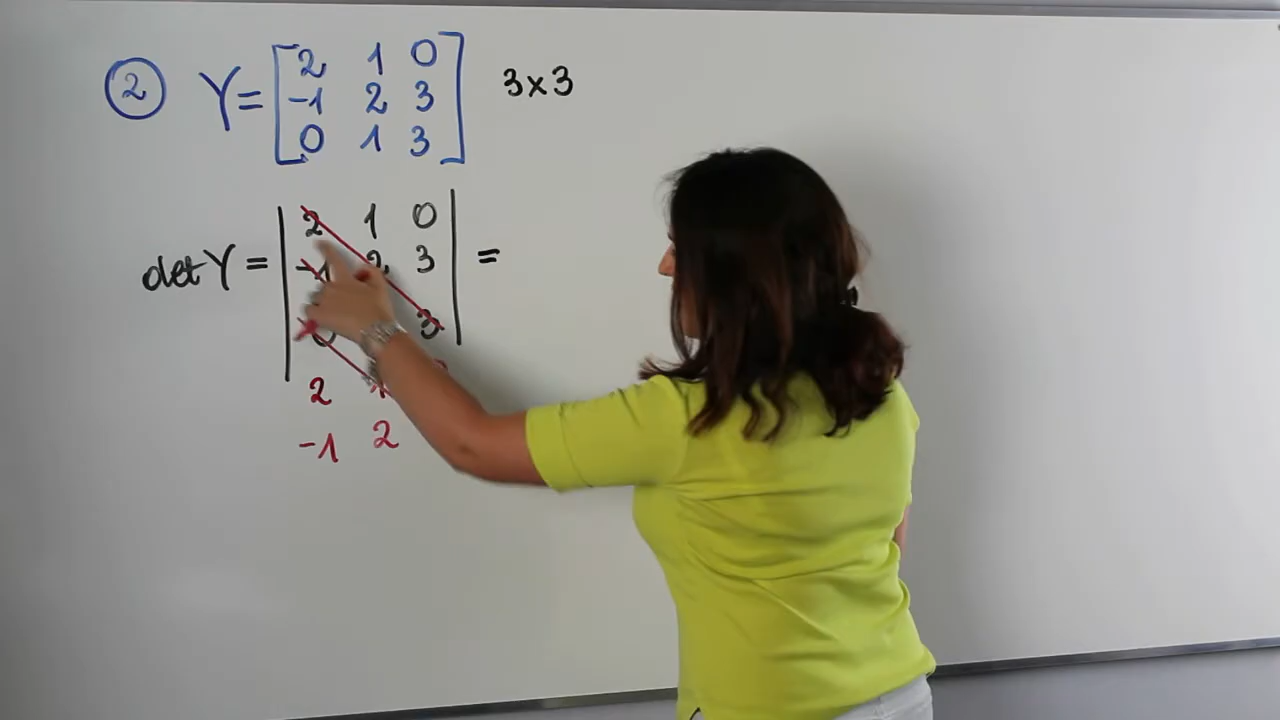 2 Y = [ 2 1 0
-1 2 3
0 1 3 ] 3x3
det Y = | 2 1 0
-1 2 3
0 3 | =
2 1
-1 2